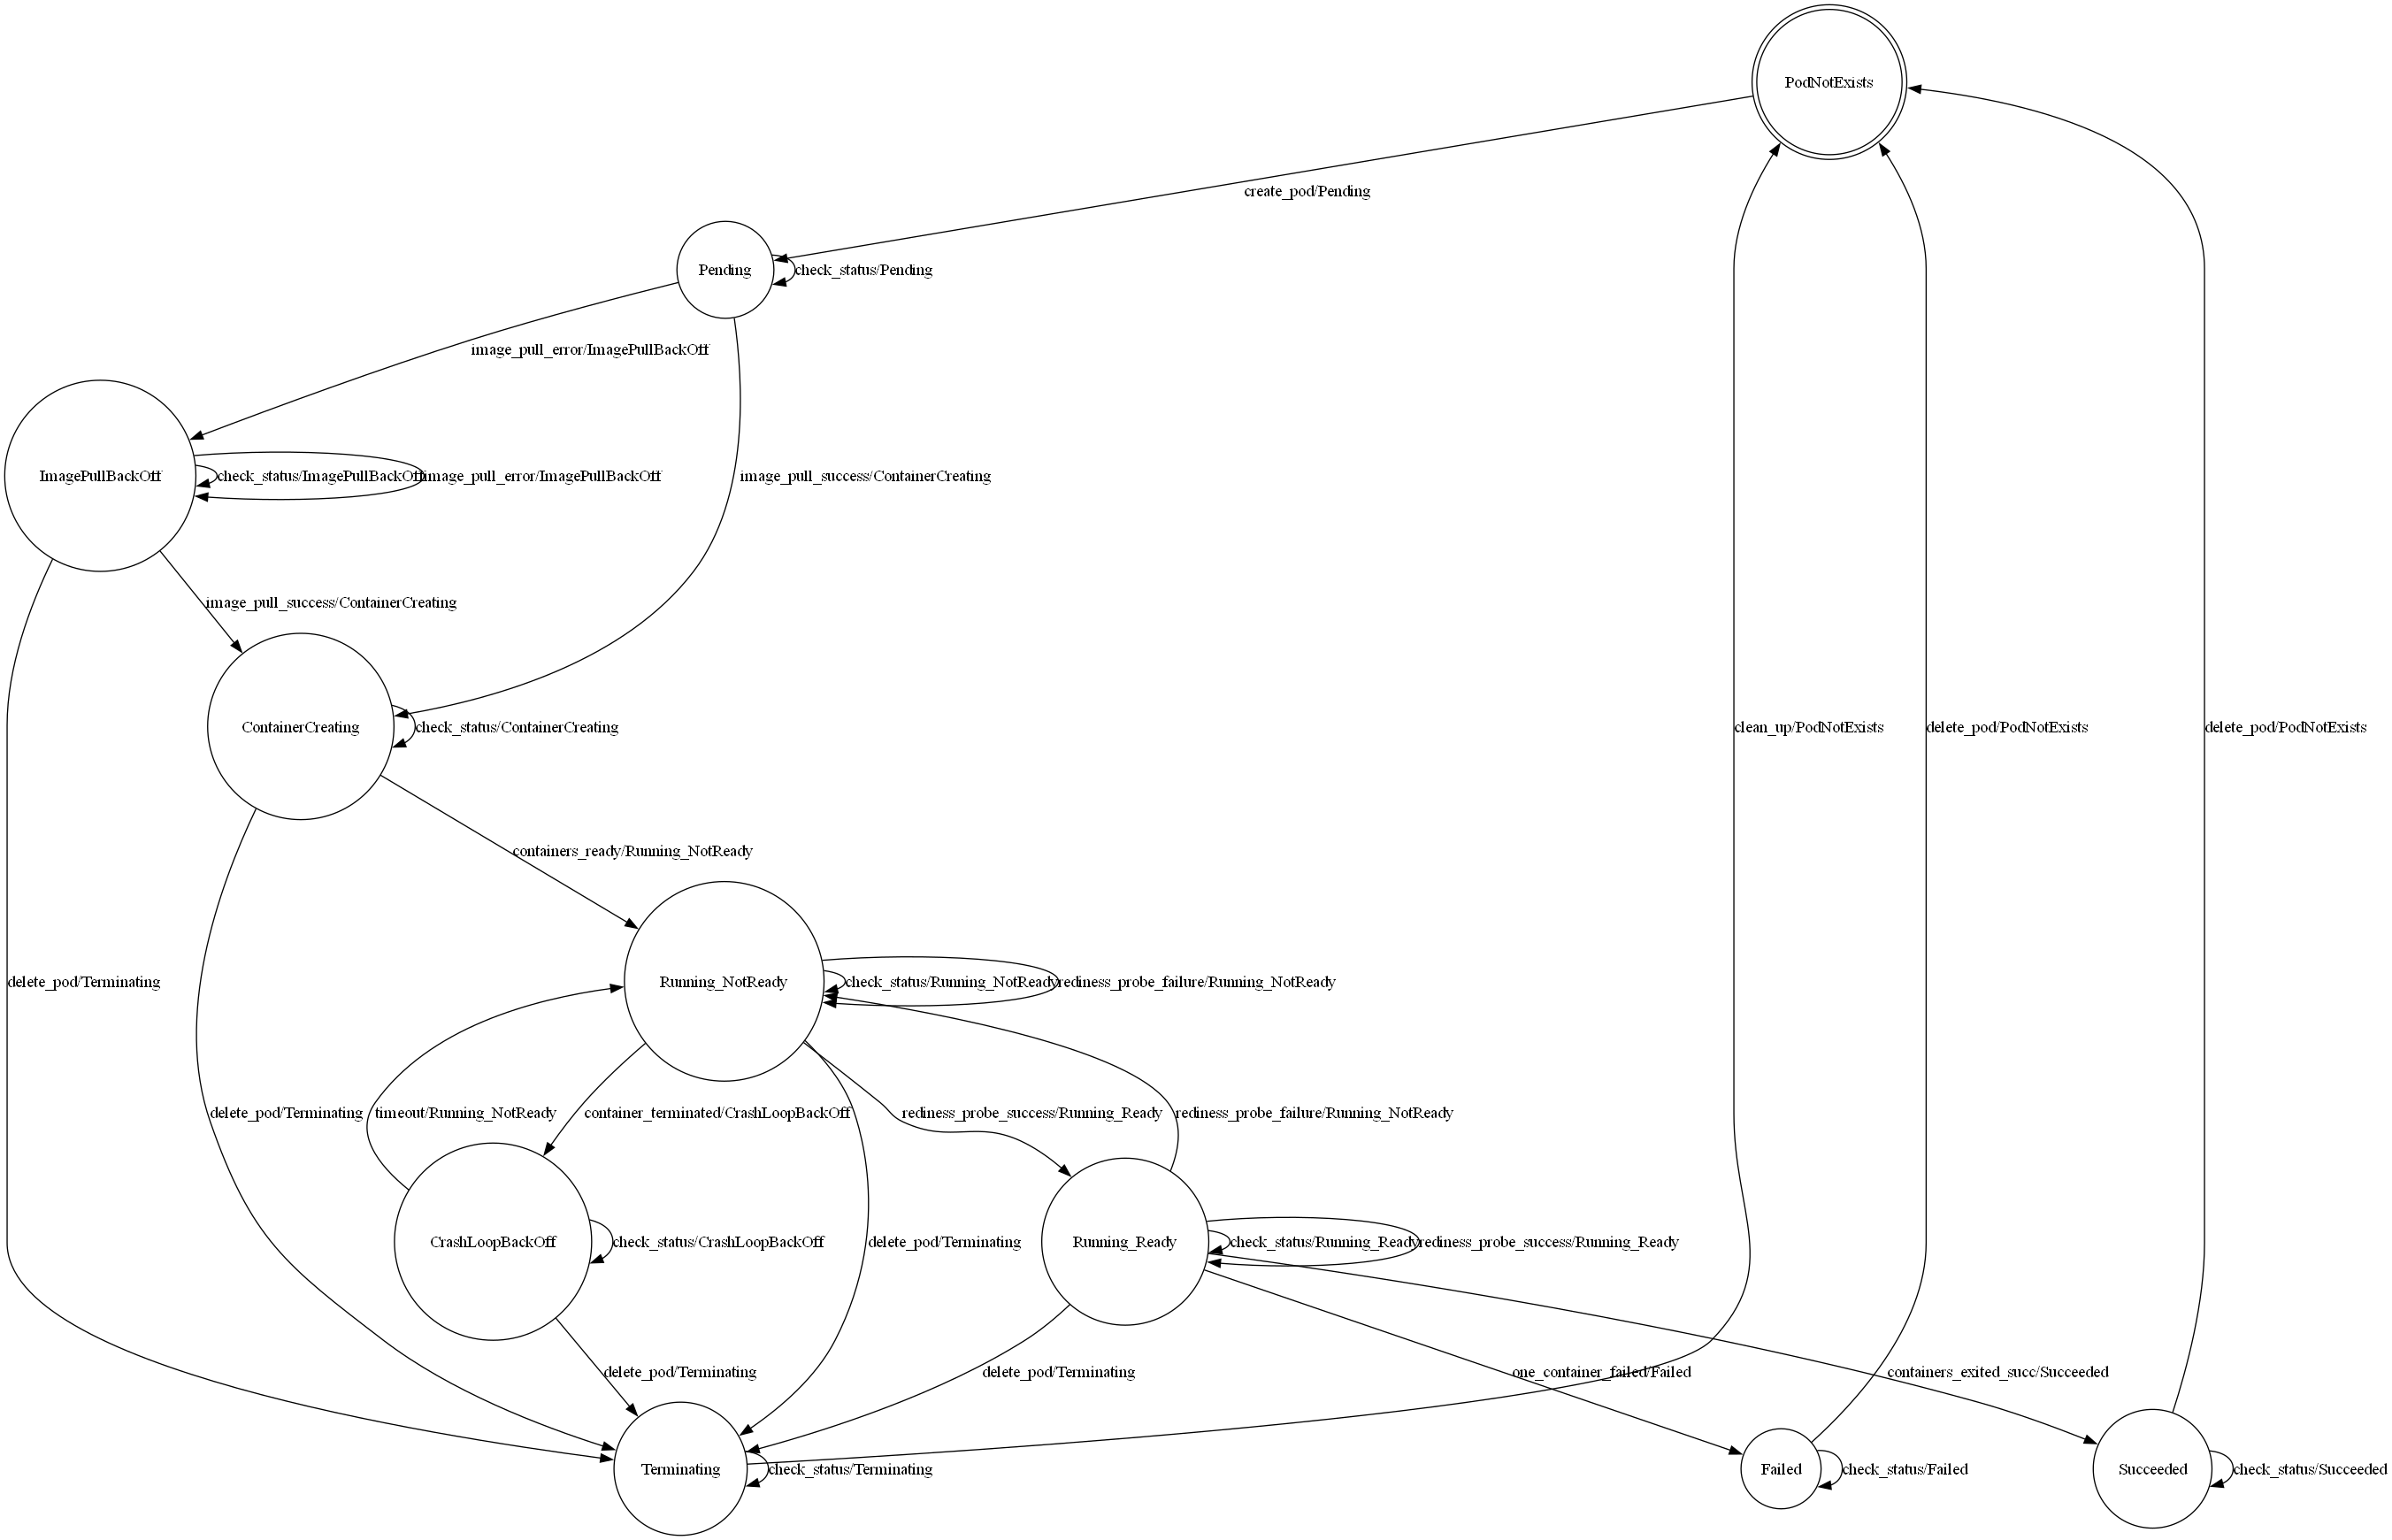 PodNotExists
create_pod/Pending
Pending
check_status/Pending
image_pull_error/ImagePullBackOff
ImagePullBackOff
check_status/ImagePullBackOff
image_pull_error/ImagePullBackOff
image_pull_success/ContainerCreating
image_pull_success/ContainerCreating
ContainerCreating
check_status/ContainerCreating
clean_up/PodNotExists
delete_pod/PodNotExists
delete_pod/PodNotExists
containers_ready/Running_NotReady
delete_pod/Terminating
Running_NotReady
check_status/Running_NotReady
rediness_probe_failure/Running_NotReady
delete_pod/Terminating
timeout/Running_NotReady
container_terminated/CrashLoopBackOff
rediness_probe_success/Running_Ready
rediness_probe_failure/Running_NotReady
CrashLoopBackOff
check_status/CrashLoopBackOff
delete_pod/Terminating
Running_Ready
check_status/Running_Ready
rediness_probe_success/Running_Ready
delete_pod/Terminating
delete_pod/Terminating
one_container_failed/Failed
containers_exited_succ/Succeeded
Terminating
check_status/Terminating
Failed
check_status/Failed
Succeeded
check_status/Succeeded